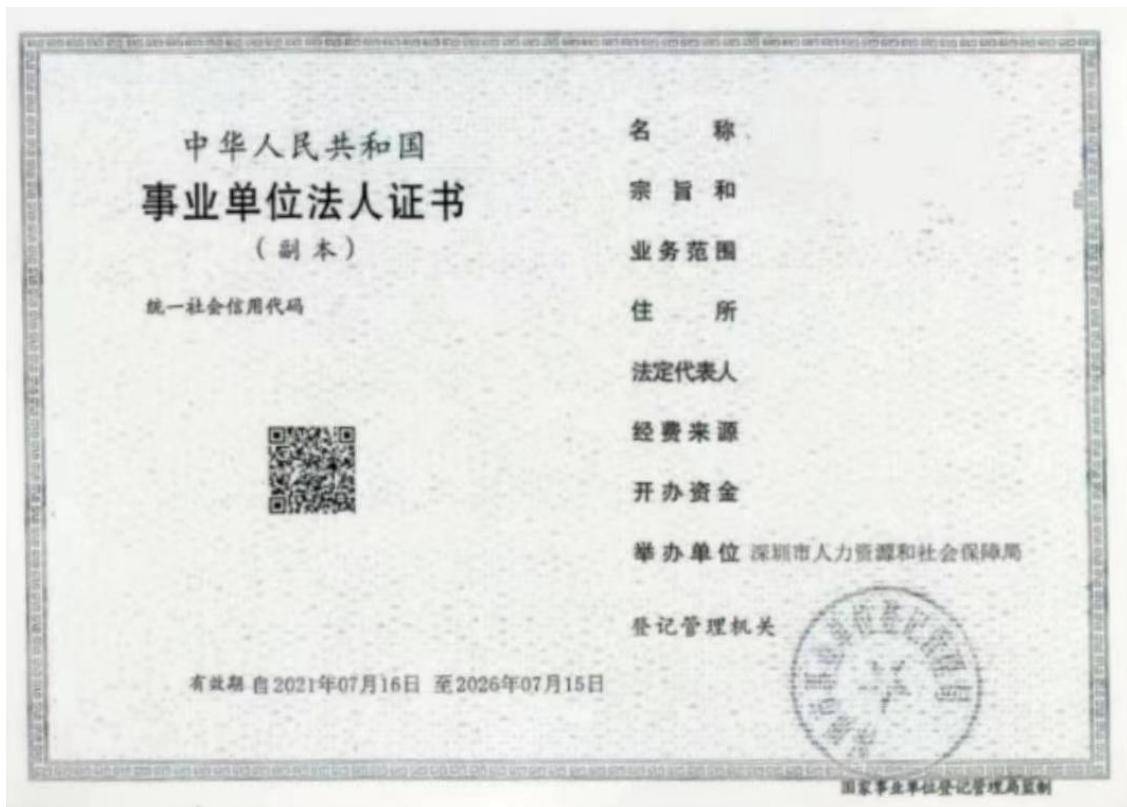 中华人民共和国
事业单位法人证书
（副本）
统一社会信用代码
有效期 自2021年07月16日 至2026年07月15日
名称
宗旨和
业务范围
住所
法定代表人
经费来源
开办资金
举办单位 深圳市人力资源和社会保障局
登记管理机关
国家事业单位登记管理局监制